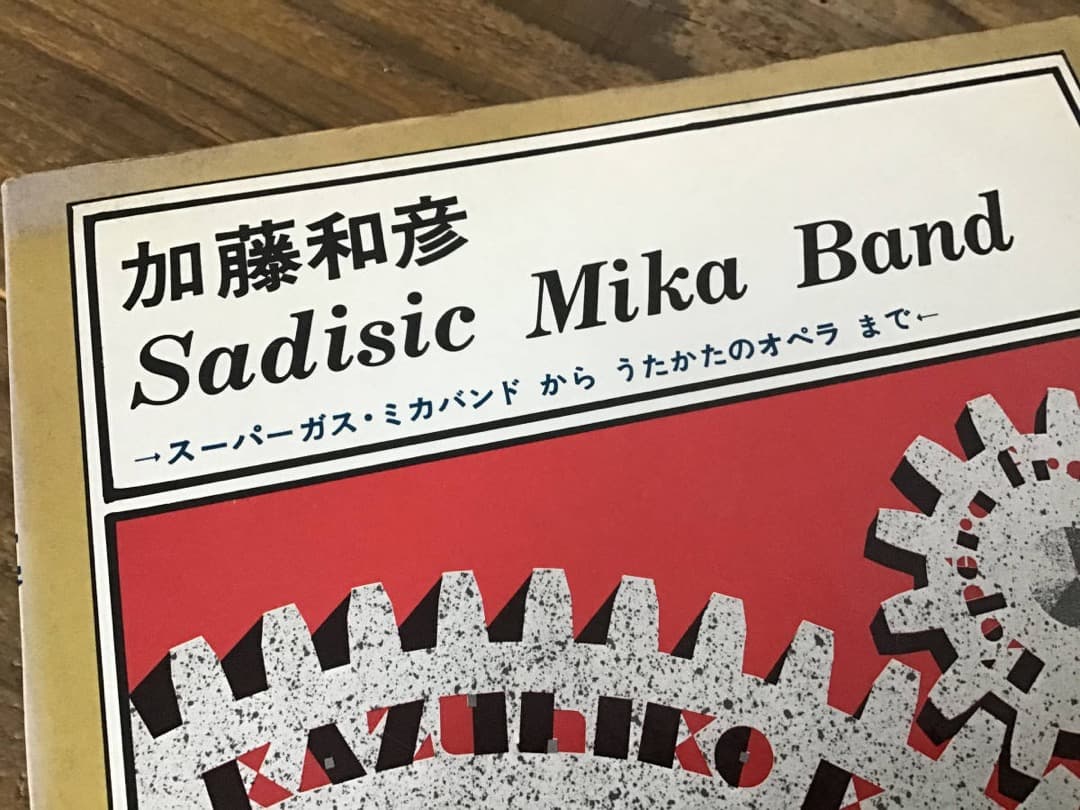 加藤和彦
Sadisic Mika Band
→スーパーガス・ミカバンド から うたかたのオペラ まで←
KAZUHIKO